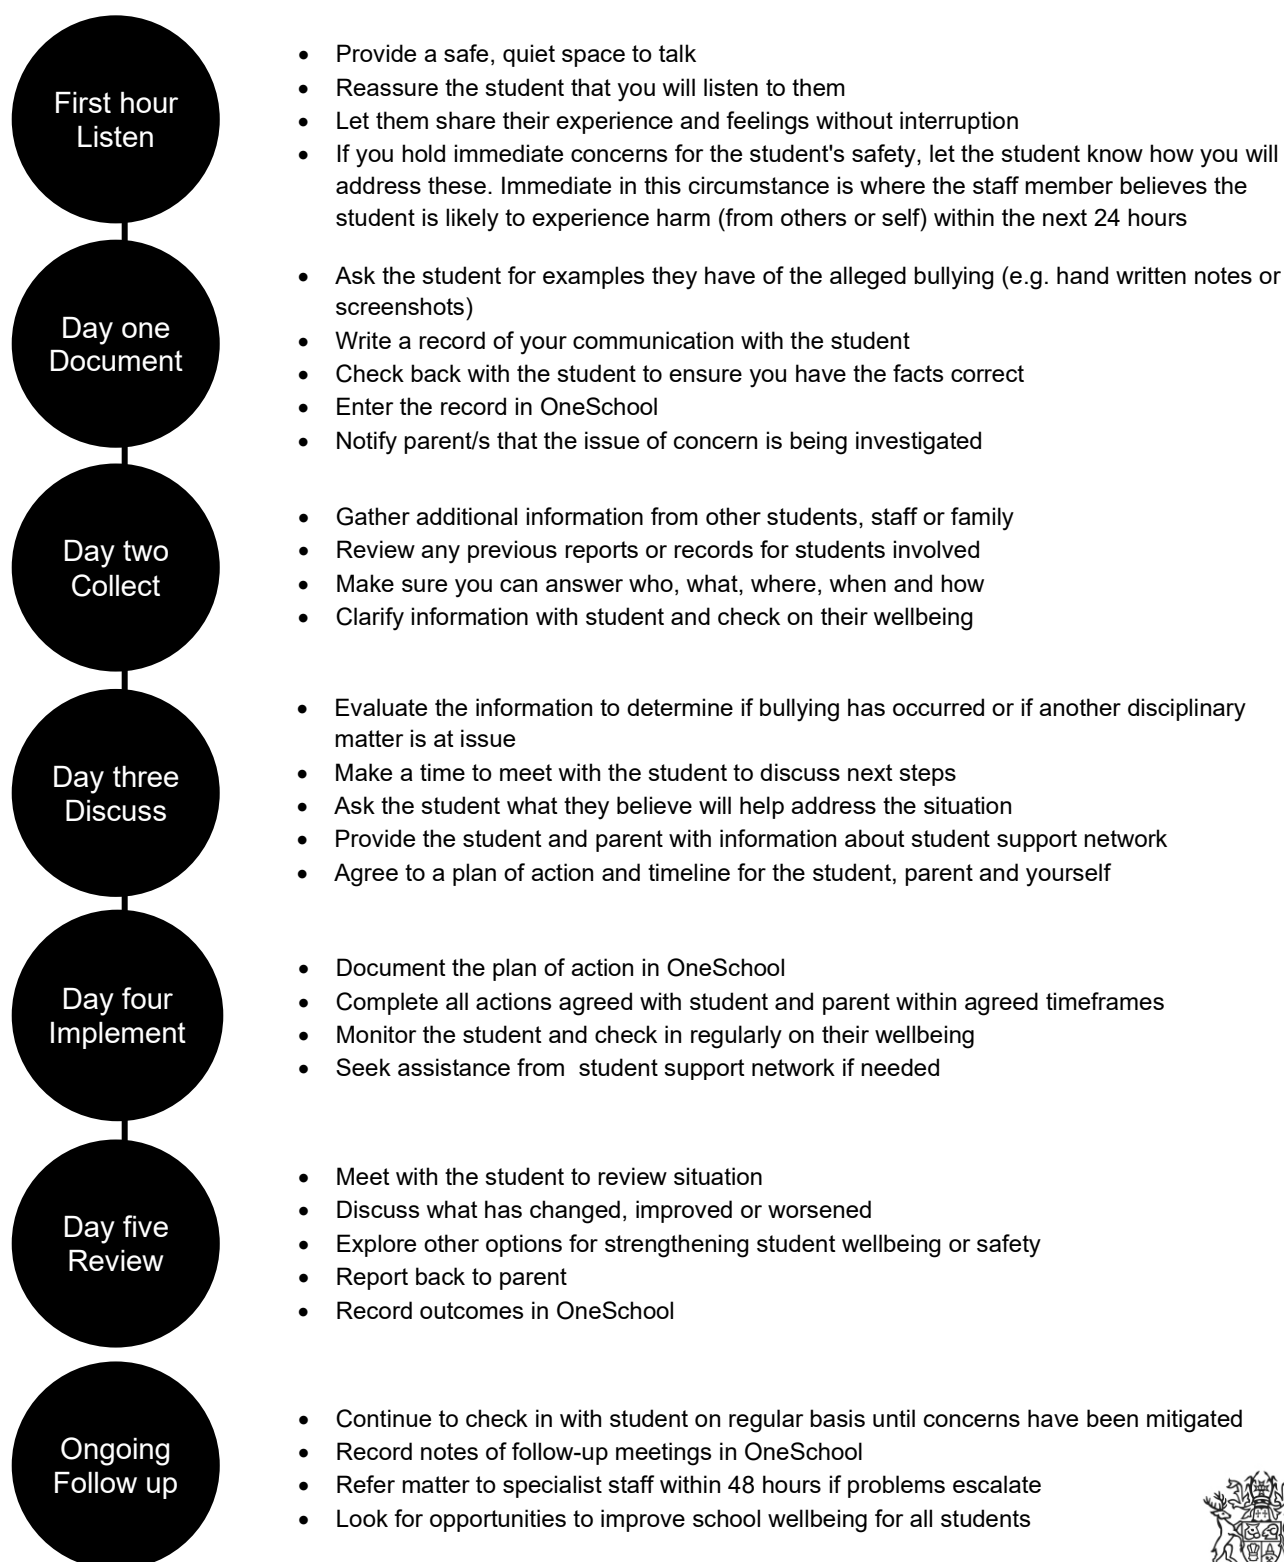 First hour
Listen
• Provide a safe, quiet space to talk
• Reassure the student that you will listen to them
• Let them share their experience and feelings without interruption
• If you hold immediate concerns for the student's safety, let the student know how you will
address these. Immediate in this circumstance is where the staff member believes the
student is likely to experience harm (from others or self) within the next 24 hours
Day one
Document
• Ask the student for examples they have of the alleged bullying (e.g. hand written notes or
screenshots)
• Write a record of your communication with the student
• Check back with the student to ensure you have the facts correct
• Enter the record in OneSchool
• Notify parent/s that the issue of concern is being investigated
Day two
Collect
• Gather additional information from other students, staff or family
• Review any previous reports or records for students involved
• Make sure you can answer who, what, where, when and how
• Clarify information with student and check on their wellbeing
Day three
Discuss
• Evaluate the information to determine if bullying has occurred or if another disciplinary
matter is at issue
• Make a time to meet with the student to discuss next steps
• Ask the student what they believe will help address the situation
• Provide the student and parent with information about student support network
• Agree to a plan of action and timeline for the student, parent and yourself
Day four
Implement
• Document the plan of action in OneSchool
• Complete all actions agreed with student and parent within agreed timeframes
• Monitor the student and check in regularly on their wellbeing
• Seek assistance from  student support network if needed
Day five
Review
• Meet with the student to review situation
• Discuss what has changed, improved or worsened
• Explore other options for strengthening student wellbeing or safety
• Report back to parent
• Record outcomes in OneSchool
Ongoing
Follow up
• Continue to check in with student on regular basis until concerns have been mitigated
• Record notes of follow-up meetings in OneSchool
• Refer matter to specialist staff within 48 hours if problems escalate
• Look for opportunities to improve school wellbeing for all students